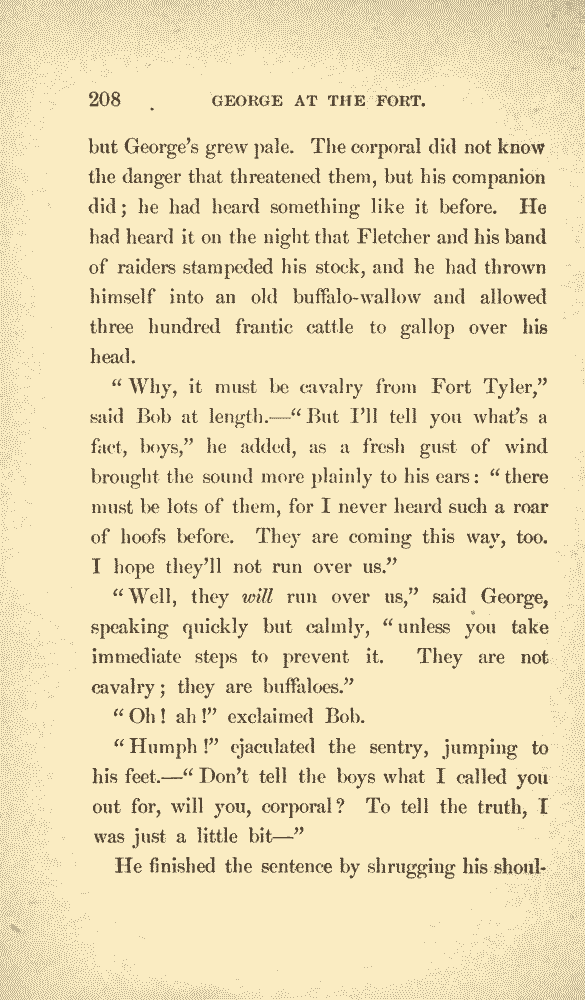 208 GEORGE AT THE FORT.
but George's grew pale. The corporal did not know
the danger that threatened them, but his companion
did; he had heard something like it before. He
had heard it on the night that Fletcher and his band
of raiders stampeded his stock, and he had thrown
himself into an old buffalo-wallow and allowed
three hundred frantic cattle to gallop over his
head.
“Why, it must be cavalry from Fort Tyler,”
said Bob at length.—“But I'll tell you what's a
fact, boys,” he added, as a fresh gust of wind
brought the sound more plainly to his ears: “there
must be lots of them, for I never heard such a roar
of hoofs before. They are coming this way, too.
I hope they'll not run over us.”
“Well, they will run over us,” said George,
speaking quickly but calmly, “unless you take
immediate steps to prevent it. They are not
cavalry; they are buffaloes.”
“Oh! ah!” exclaimed Bob.
“Humph!” ejaculated the sentry, jumping to
his feet.—“Don't tell the boys what I called you
out for, will you, corporal? To tell the truth, I
was just a little bit—”
He finished the sentence by shrugging his shoul-